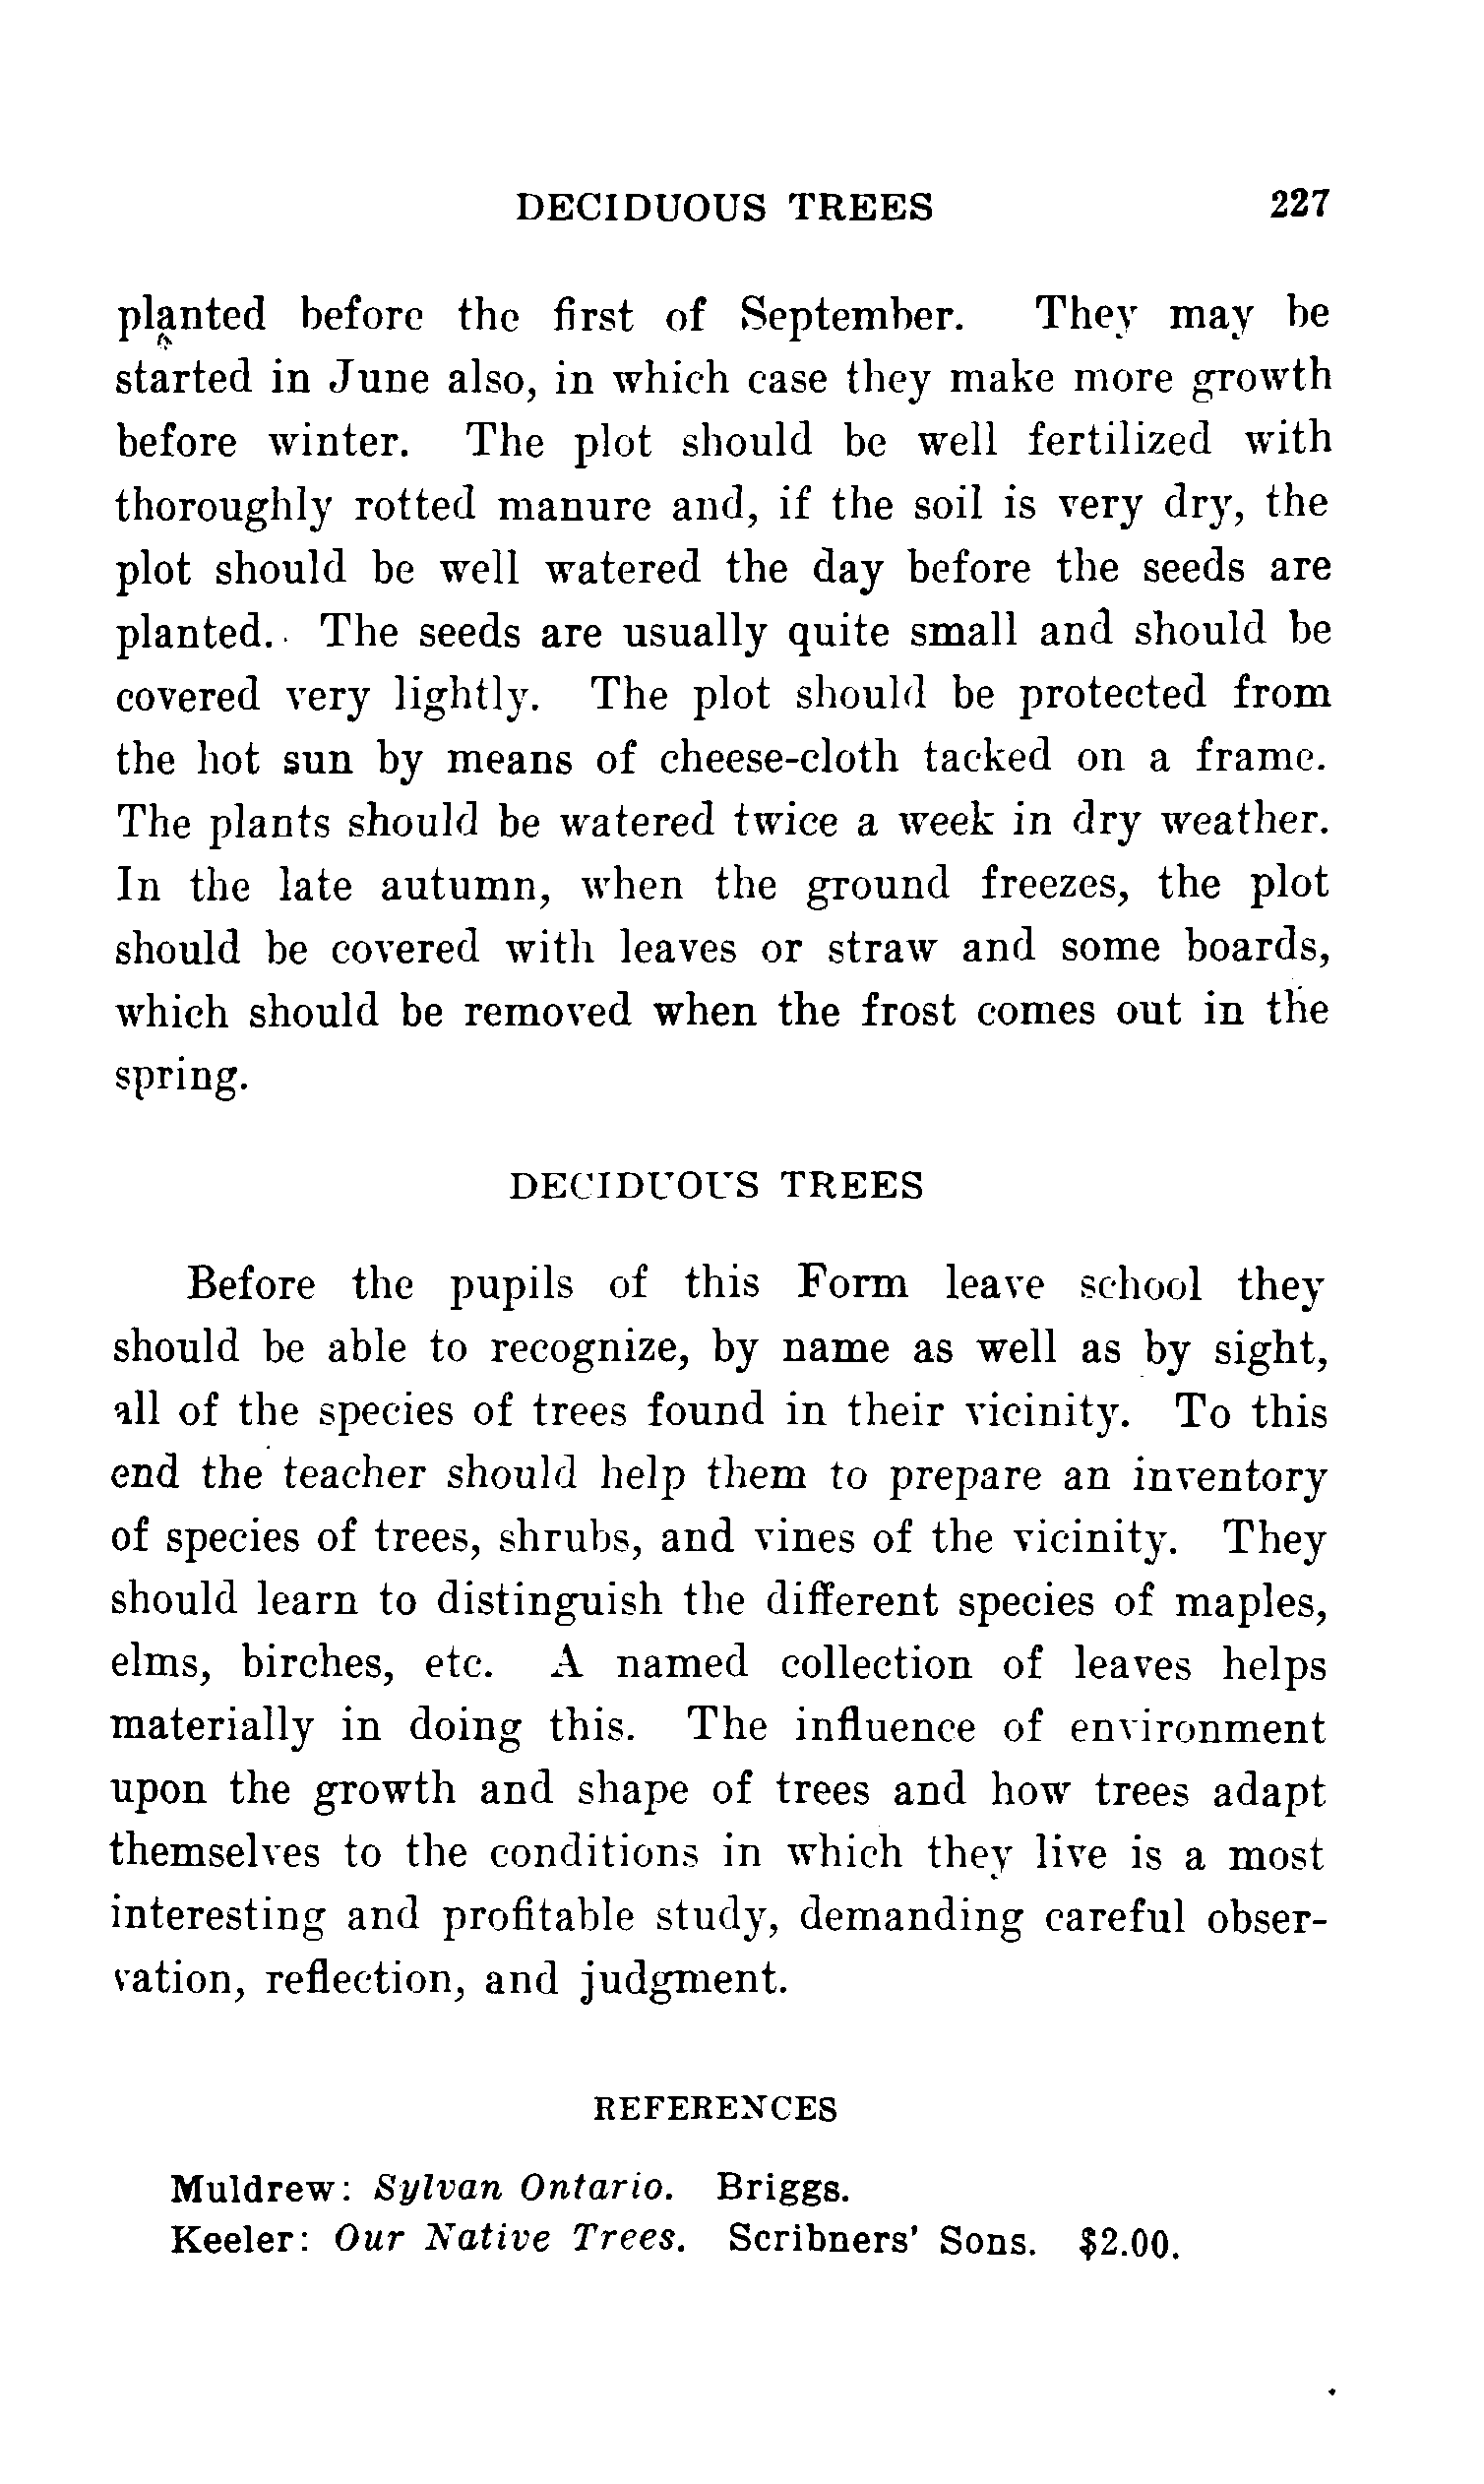 DECIDUOUS TREES 227
planted before the first of September. They may be
started in June also, in which case they make more growth
before winter. The plot should be well fertilized with
thoroughly rotted manure and, if the soil is very dry, the
plot should be well watered the day before the seeds are
planted. The seeds are usually quite small and should be
covered very lightly. The plot should be protected from
the hot sun by means of cheese-cloth tacked on a frame.
The plants should be watered twice a week in dry weather.
In the late autumn, when the ground freezes, the plot
should be covered with leaves or straw and some boards,
which should be removed when the frost comes out in the
spring.
DECIDUOUS TREES
Before the pupils of this Form leave school they
should be able to recognize, by name as well as by sight,
all of the species of trees found in their vicinity. To this
end the teacher should help them to prepare an inventory
of species of trees, shrubs, and vines of the vicinity. They
should learn to distinguish the different species of maples,
elms, birches, etc. A named collection of leaves helps
materially in doing this. The influence of environment
upon the growth and shape of trees and how trees adapt
themselves to the conditions in which they live is a most
interesting and profitable study, demanding careful obser-
vation, reflection, and judgment.
REFERENCES
Muldrew: Sylvan Ontario. Briggs.
Keeler: Our Native Trees. Scribners' Sons. $2.00.